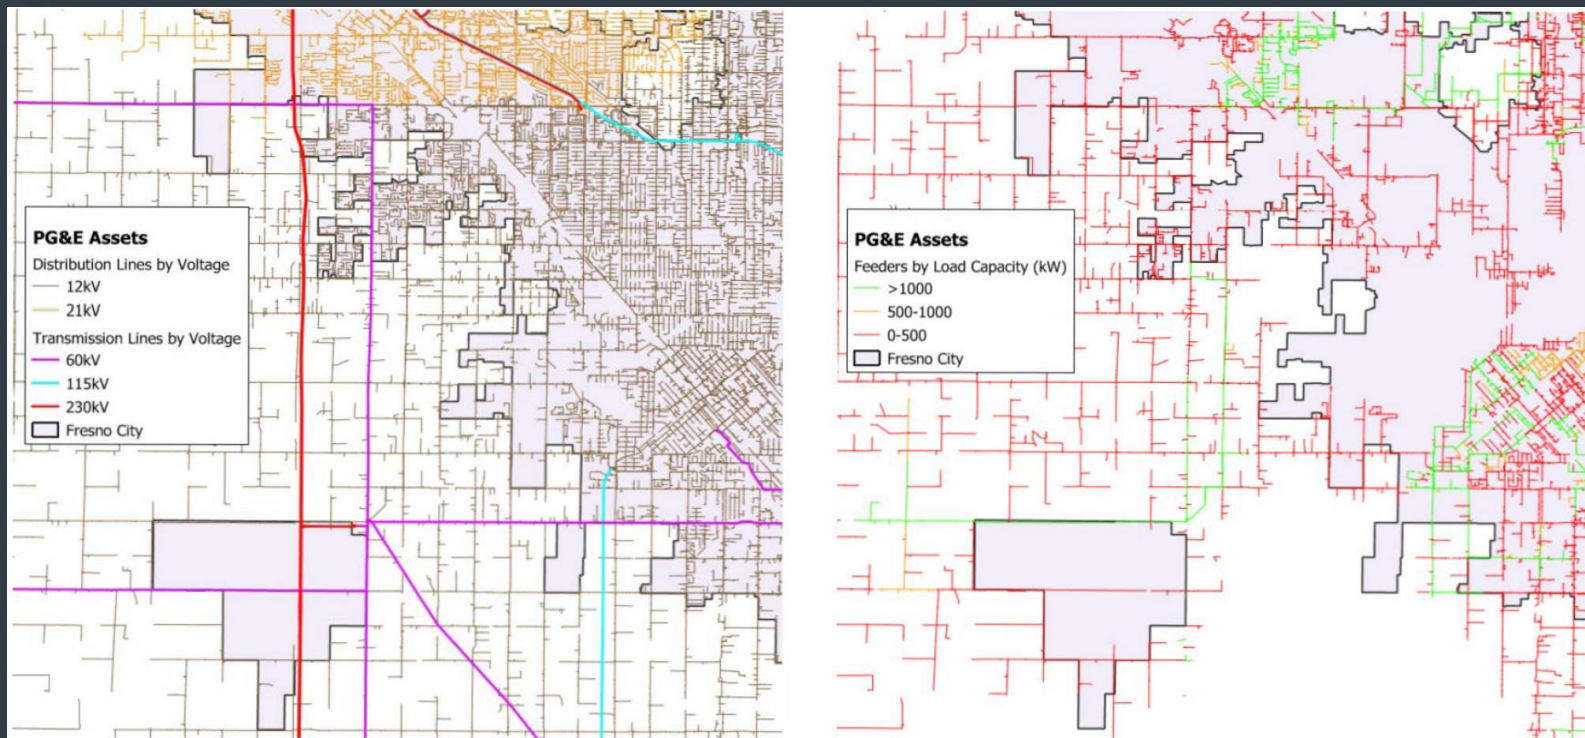 PG&E Assets
Distribution Lines by Voltage
12kV
21kV
Transmission Lines by Voltage
60kV
115kV
230kV
Fresno City
PG&E Assets
Feeders by Load Capacity (kW)
>1000
500-1000
0-500
Fresno City